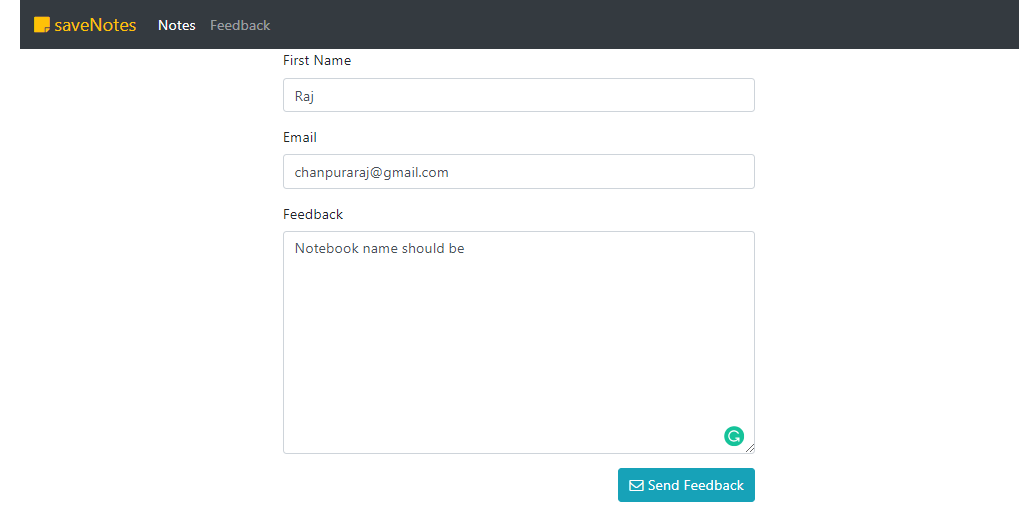 saveNotes Notes Feedback
First Name
Raj
Email
chanpuraraj@gmail.com
Feedback
Notebook name should be
Send Feedback